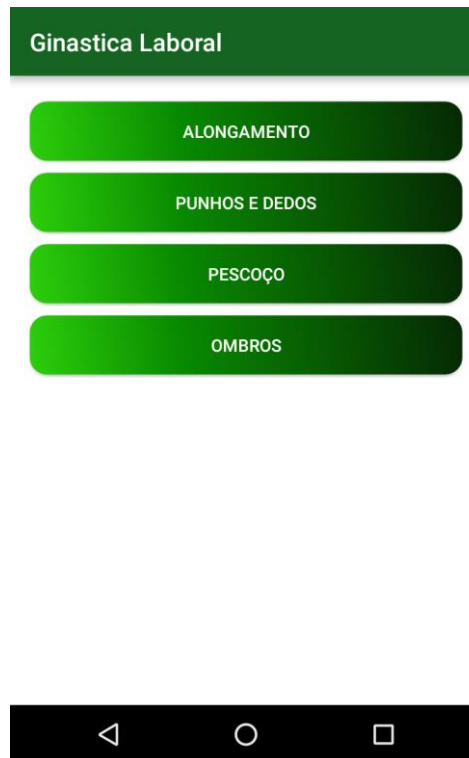 Ginastica Laboral
ALONGAMENTO
PUNHOS E DEDOS
PESCOÇO
OMBROS